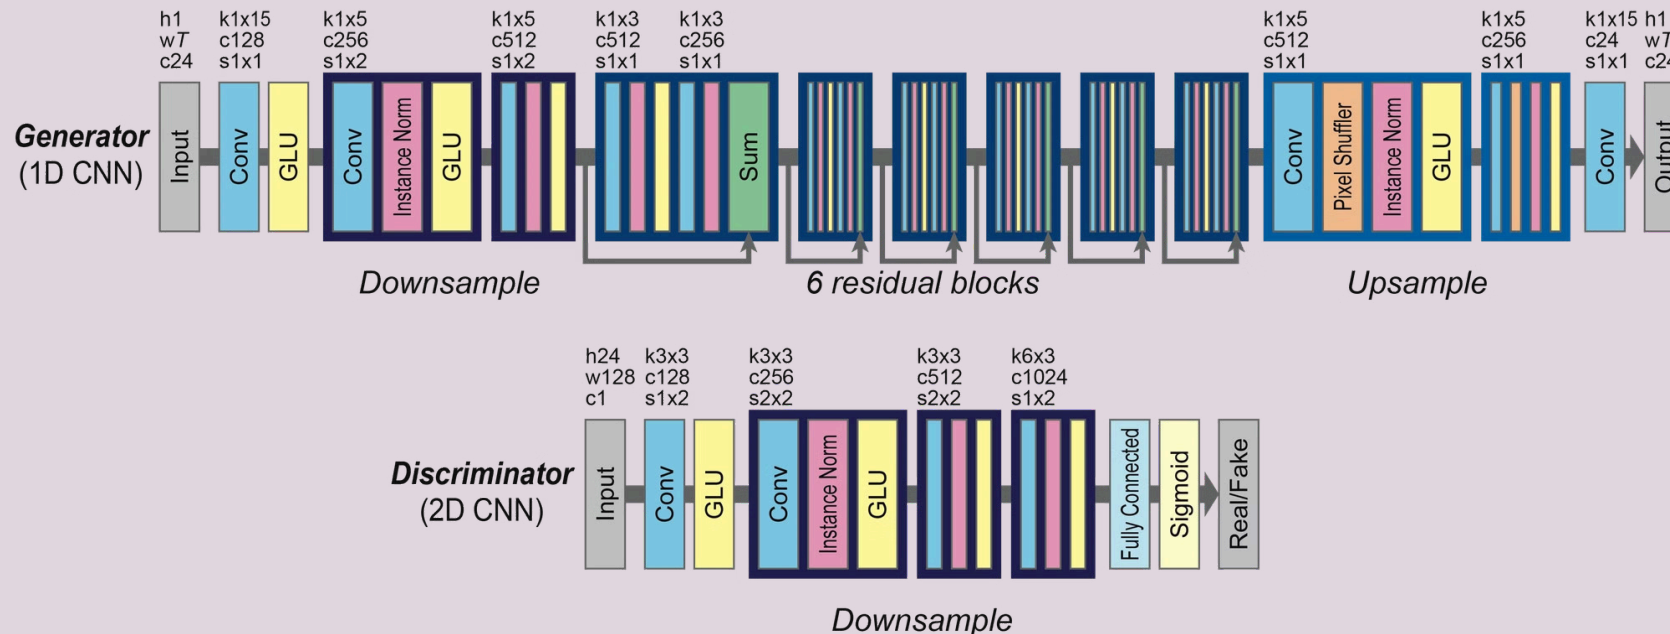 h1
wT
c24
k1x15
c128
s1x1
k1x5
c256
s1x2
k1x5
c512
s1x2
k1x3
c512
s1x1
k1x3
c256
s1x1
k1x5
c512
s1x1
k1x5
c256
s1x1
k1x15
c24
s1x1
h1
wT
c24
Generator
(1D CNN)
Input
Conv
GLU
Conv
Instance Norm
GLU
Sum
Conv
Pixel Shuffler
Instance Norm
GLU
Conv
Output
Downsample
6 residual blocks
Upsample
h24
w128
c1
k3x3
c128
s1x2
k3x3
c256
s2x2
k3x3
c512
s2x2
k6x3
c1024
s1x2
Discriminator
(2D CNN)
Input
Conv
GLU
Conv
Instance Norm
GLU
Fully Connected
Sigmoid
Real/Fake
Downsample